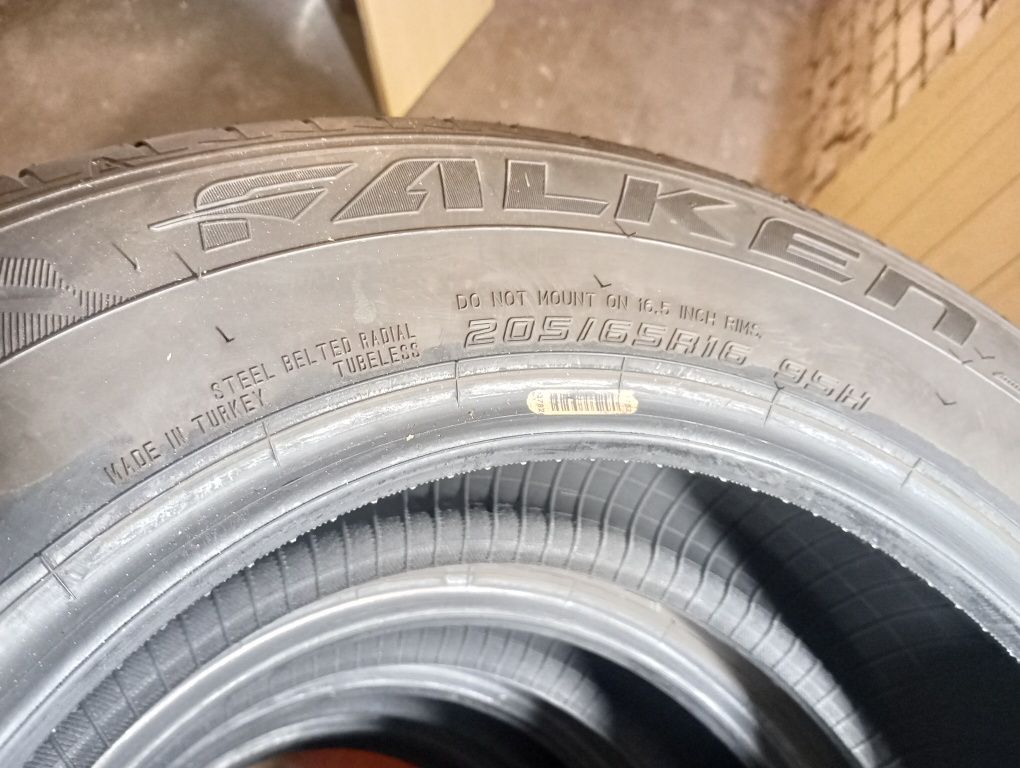 FALKEN
DO NOT MOUNT ON 16.5 INCH RIMS.
205/65R16 95H
STEEL BELTED RADIAL
TUBELESS
MADE IN TURKEY